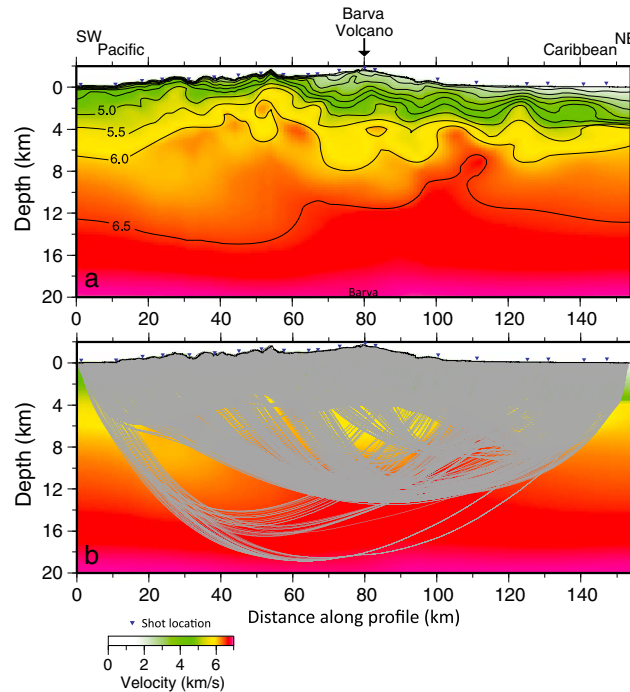 Barva
Volcano
SW
Pacific
Caribbean
NE
0
4
8
12
16
20
Depth (km)
5.0
5.5
6.0
6.5
a
Barva
0 20 40 60 80 100 120 140
0
4
8
12
16
20
Depth (km)
b
0 20 40 60 80 100 120 140
Distance along profile (km)
Shot location
0 2 4 6
Velocity (km/s)